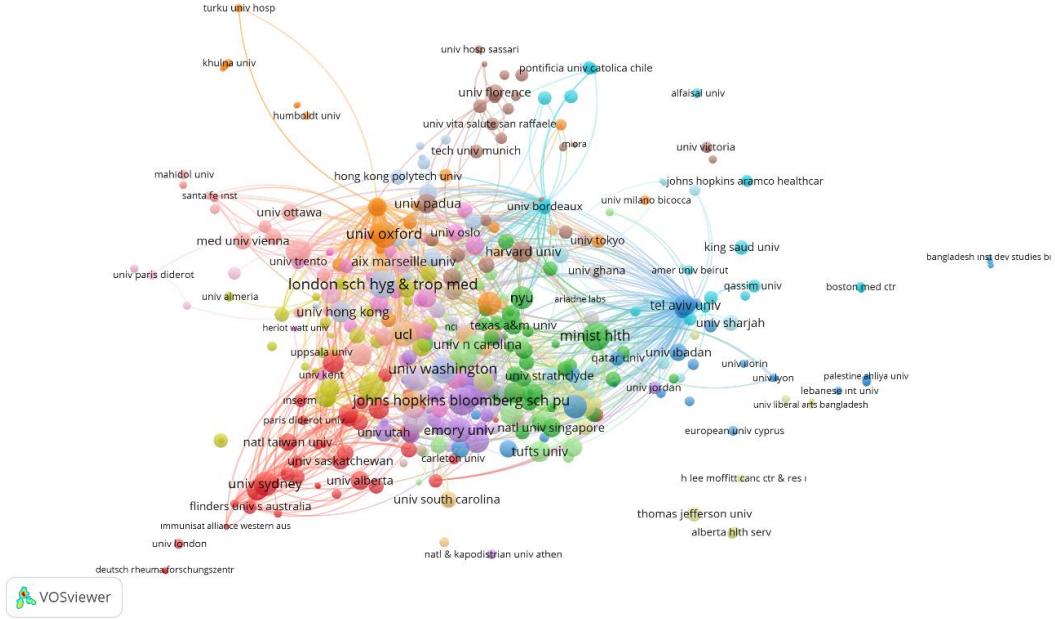 turku univ hosp
univ hosp sassari
khulna univ
pontificia univ catolica chile
univ florence
alfaisal univ
humboldt univ
univ vita salute san raffaele
miora
univ victoria
tech univ munich
mahidol univ
hong kong polytech univ
johns hopkins aramco healthcar
santa fe inst
univ padua
univ bordeaux
univ milano bicocca
univ ottawa
univ oxford
univ oslo
univ tokyo
med univ vienna
harvard univ
king saud univ
aix marseille univ
univ trento
bangladesh inst dev studies bi
univ paris diderot
univ ghana
amer univ beirut
london sch hyg & trop med
qassim univ
boston med ctr
univ almeria
nyu
ariadne labs
tel aviv univ
univ hong kong
heriot watt univ
nci
texas a&m univ
univ sharjah
ucl
minist hlth
univ n carolina
uppsala univ
qatar univ
univ ibadan
univ ilorin
univ washington
univ kent
univ strathclyde
univ lyon
palestine ahliya univ
univ jordan
lebanese int univ
inserm
johns hopkins bloomberg sch pu
univ liberal arts bangladesh
paris diderot univ
univ utah
emory univ
natl univ singapore
european univ cyprus
natl taiwan univ
tufts univ
carleton univ
univ saskatchewan
univ sydney
univ alberta
h lee moffitt canc ctr & res i
univ south carolina
flinders univ s australia
thomas jefferson univ
immunisat alliance western aus
alberta hlth serv
univ london
natl & kapodistrian univ athen
deutsch rheuma forschungszentr
VOSviewer